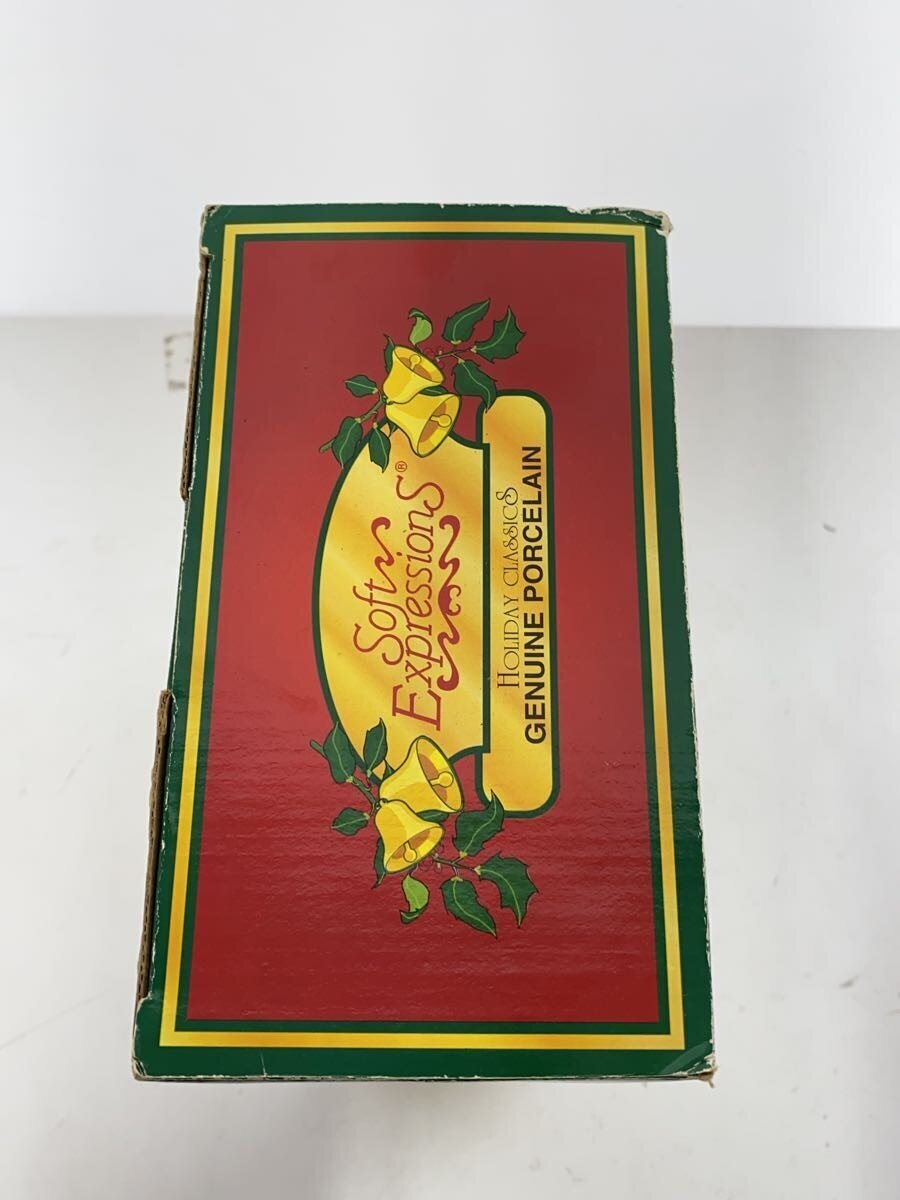 Soft
Expressions®
Holiday Classics
GENUINE PORCELAIN